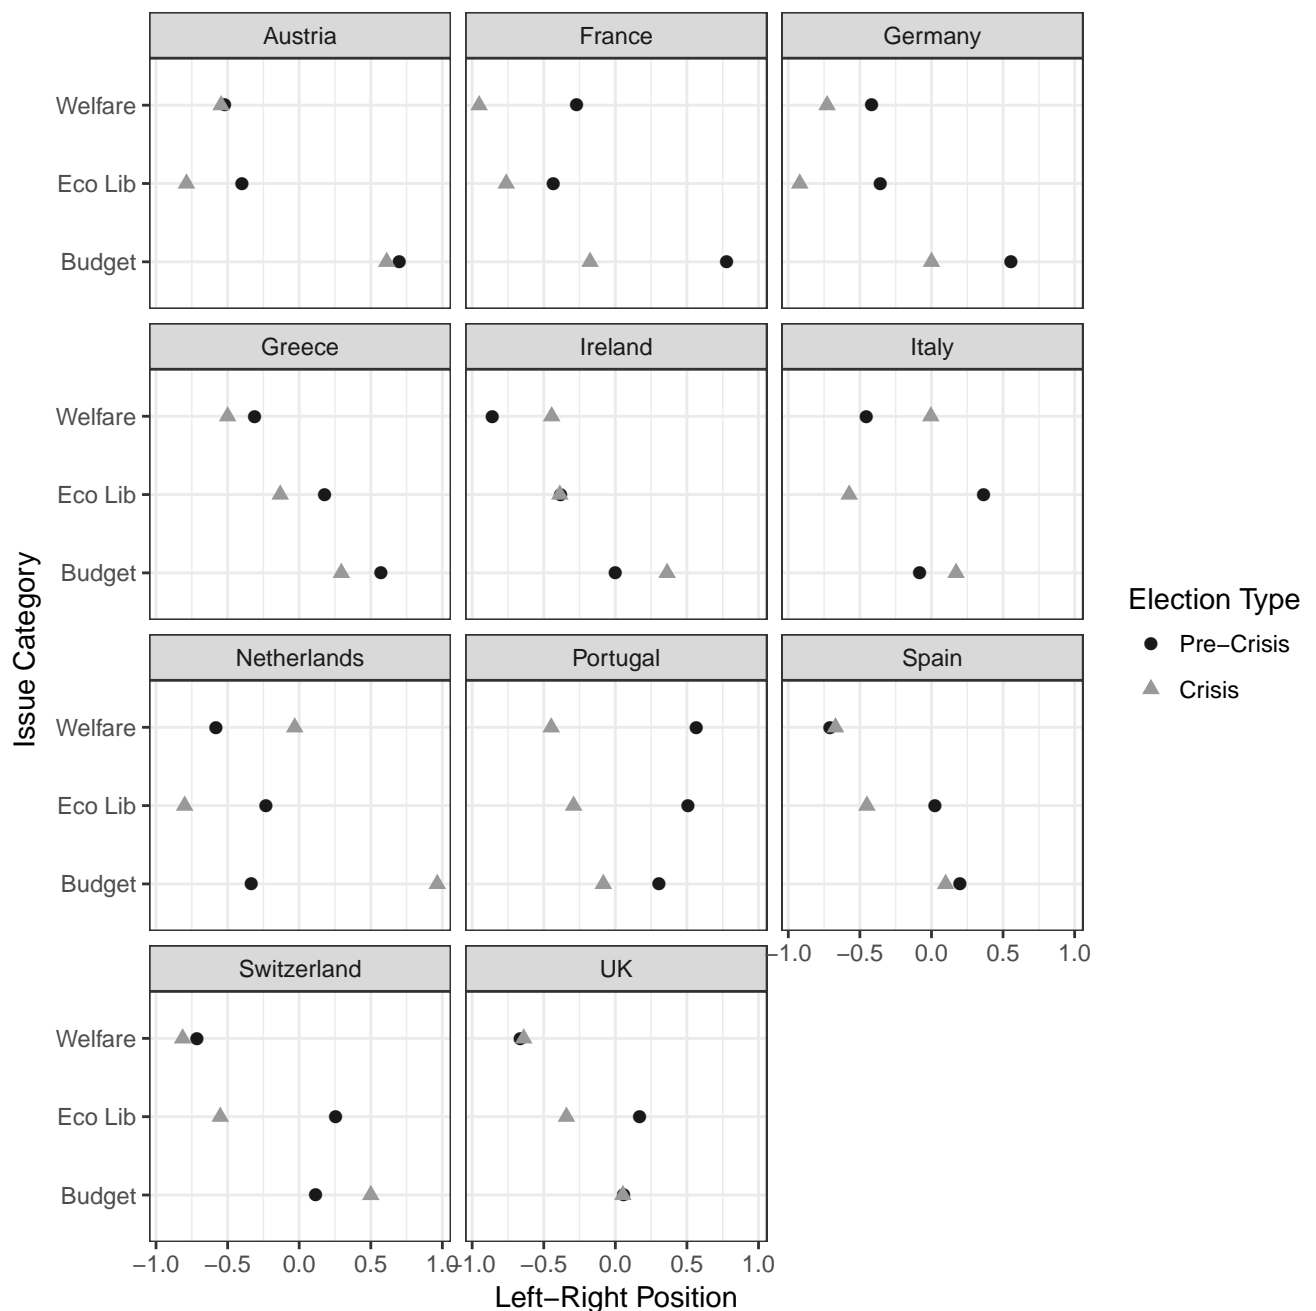 Austria
France
Germany
Welfare
Eco Lib
Budget
Greece
Ireland
Italy
Welfare
Eco Lib
Budget
Netherlands
Portugal
Spain
Welfare
Eco Lib
Budget
−1.0 −0.5 0.0 0.5 1.0
Switzerland
UK
Welfare
Eco Lib
Budget
−1.0 −0.5 0.0 0.5 1.0
−1.0 −0.5 0.0 0.5 1.0
Left−Right Position
Issue Category
Election Type
Pre−Crisis
Crisis